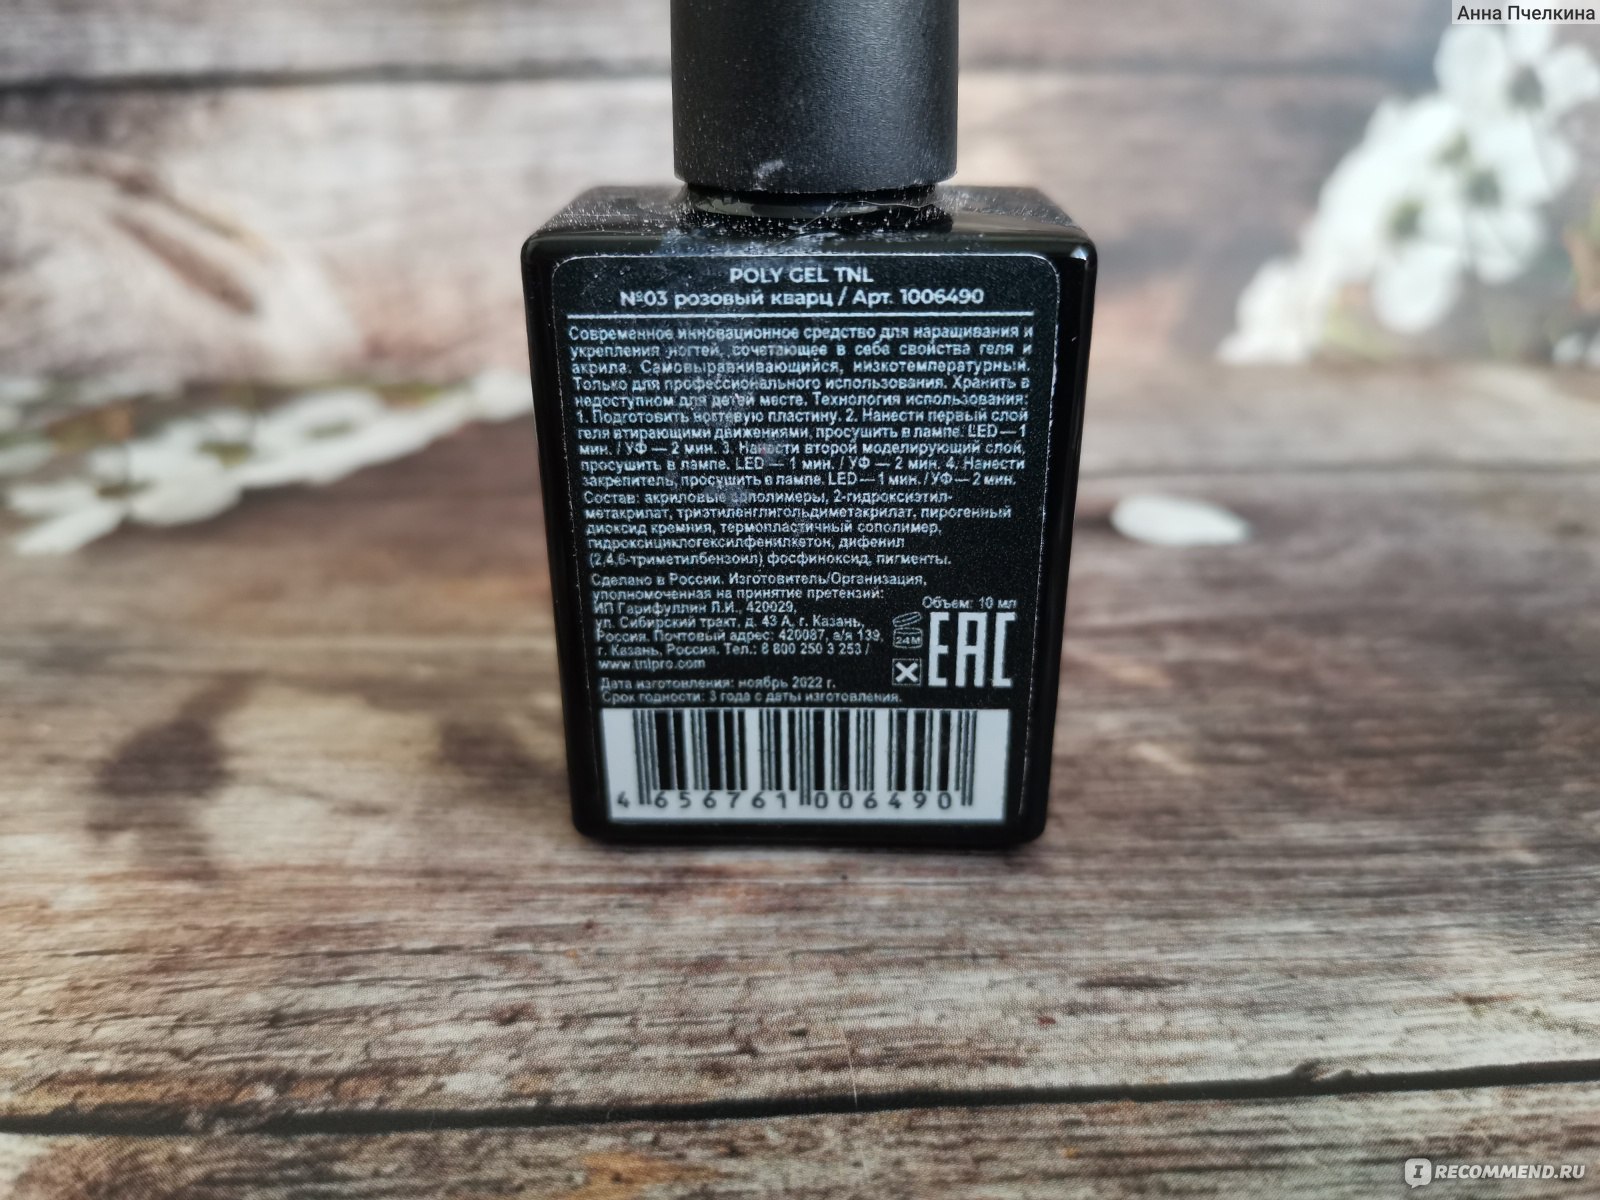 Анна Пчелкина
POLY GEL TNL
№03 розовый кварц / Арт. 1006490
Современное инновационное средство для наращивания и
укрепления ногтей, сочетающее в себе свойства геля и
акрила. Самовыравнивающийся, низкотемпературный.
Только для профессионального использования. Хранить в
недоступном для детей месте. Технология использования:
1. Подготовить ногтевую пластину. 2. Нанести первый слой
геля втирающими движениями, просушить в лампе. LED — 1
мин. / УФ — 2 мин. 3. Нанести второй моделирующий слой,
просушить в лампе. LED — 1 мин. / УФ — 2 мин. 4. Нанести
закрепитель, просушить в лампе. LED — 1 мин. / УФ — 2 мин.
Состав: акриловые сополимеры, 2-гидроксиэтил-
метакрилат, триэтиленглигольдиметакрилат, пирогенный
диоксид кремния, термопластичный сополимер,
гидроксициклогексилфенилкетон, дифенил
(2,4,6-триметилбензоил) фосфиноксид, пигменты.
Сделано в России. Изготовитель/Организация,
уполномоченная на принятие претензий:
ИП Гарифуллин Л.И., 420029,
ул. Сибирский тракт, д. 43 А, г. Казань,
Россия. Почтовый адрес: 420087, а/я 139,
г. Казань, Россия. Тел.: 8 800 250 3 253 /
www.tnlpro.com
Объем: 10 мл
24M
EAC
Дата изготовления: ноябрь 2022 г.
Срок годности: 3 года с даты изготовления.
4 656761 006490
IRECOMMEND.RU